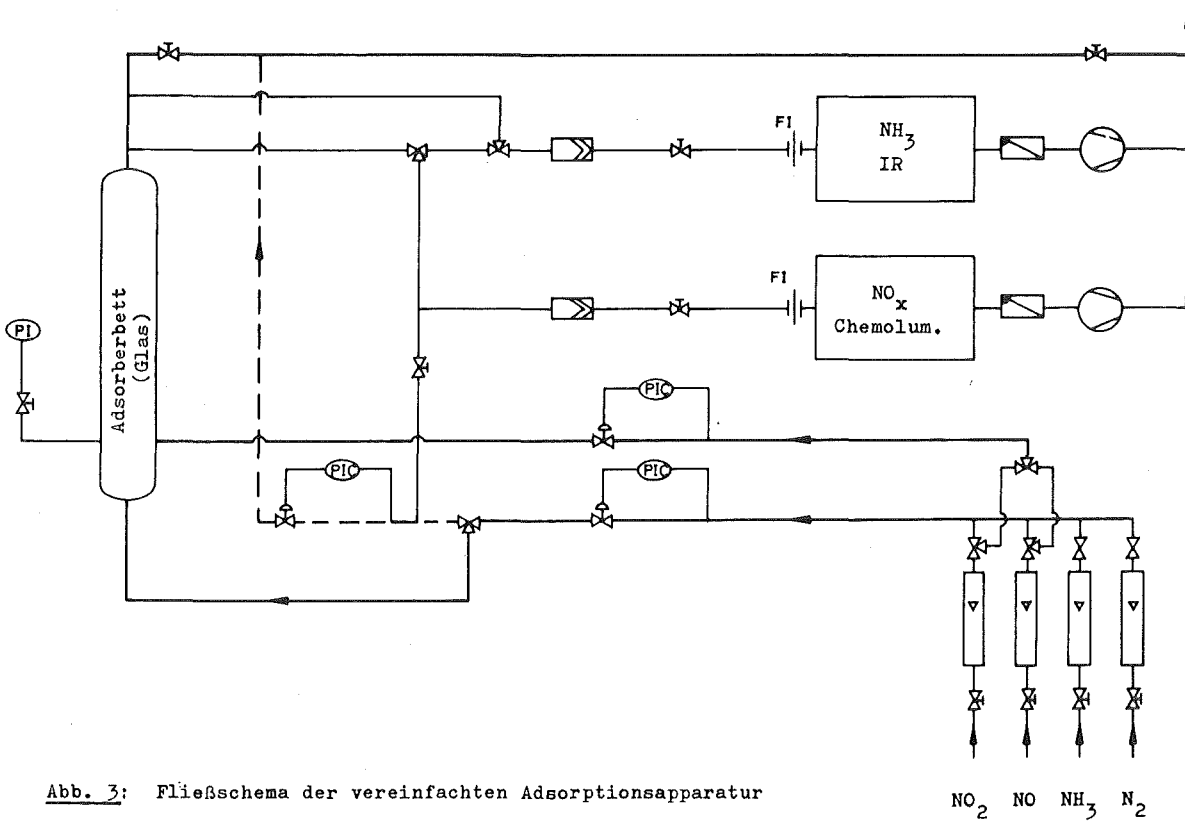 FI
NH3
IR
FI
NOx
Chemolum.
PI
Adsorberbett
(Glas)
PIC
PIC
PIC
Abb. 3: Fließschema der vereinfachten Adsorptionsapparatur
NO2 NO NH3 N2